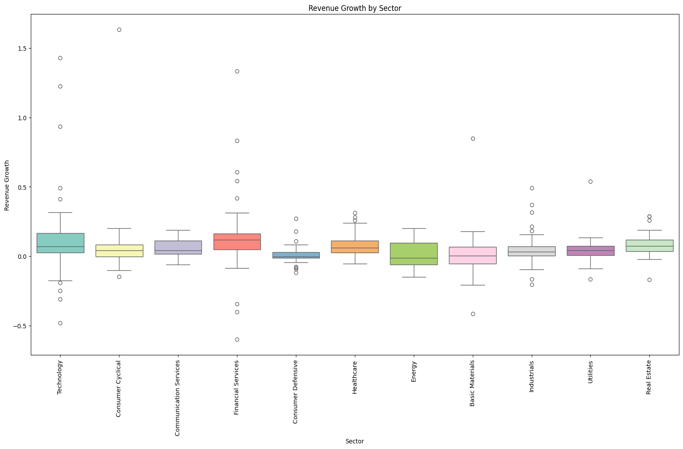 Revenue Growth by Sector
Revenue Growth
1.5
1.0
0.5
0.0
−0.5
Technology
Consumer Cyclical
Communication Services
Financial Services
Consumer Defensive
Healthcare
Energy
Basic Materials
Industrials
Utilities
Real Estate
Sector